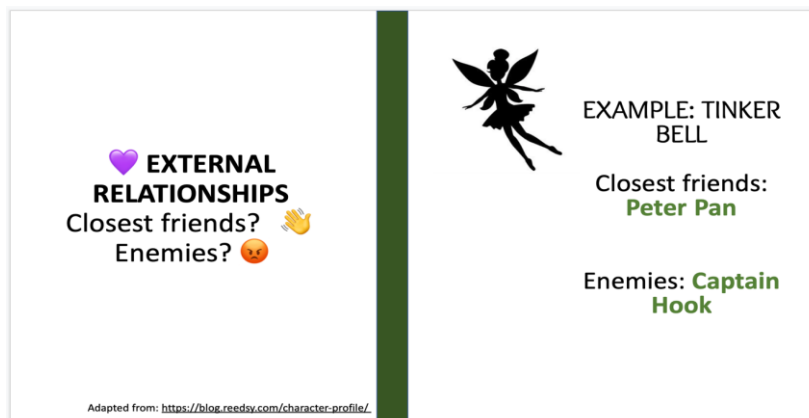 💜 EXTERNAL
RELATIONSHIPS
Closest friends? 👋
Enemies? 😡
Adapted from: https://blog.reedsy.com/character-profile/
EXAMPLE: TINKER
BELL
Closest friends:
Peter Pan
Enemies: Captain
Hook